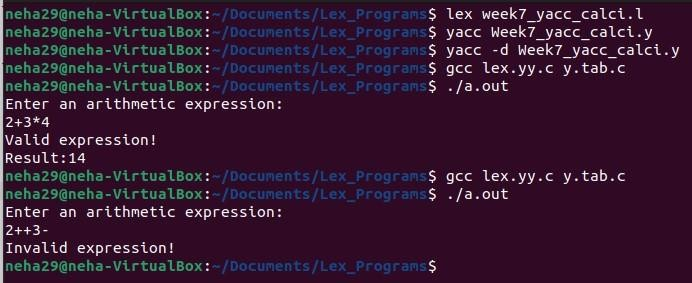 neha29@neha-VirtualBox:~/Documents/Lex_Programs$ lex week7_yacc_calci.l
neha29@neha-VirtualBox:~/Documents/Lex_Programs$ yacc Week7_yacc_calci.y
neha29@neha-VirtualBox:~/Documents/Lex_Programs$ yacc -d Week7_yacc_calci.y
neha29@neha-VirtualBox:~/Documents/Lex_Programs$ gcc lex.yy.c y.tab.c
neha29@neha-VirtualBox:~/Documents/Lex_Programs$ ./a.out
Enter an arithmetic expression:
2+3*4
Valid expression!
Result:14
neha29@neha-VirtualBox:~/Documents/Lex_Programs$ gcc lex.yy.c y.tab.c
neha29@neha-VirtualBox:~/Documents/Lex_Programs$ ./a.out
Enter an arithmetic expression:
2++3-
Invalid expression!
neha29@neha-VirtualBox:~/Documents/Lex_Programs$